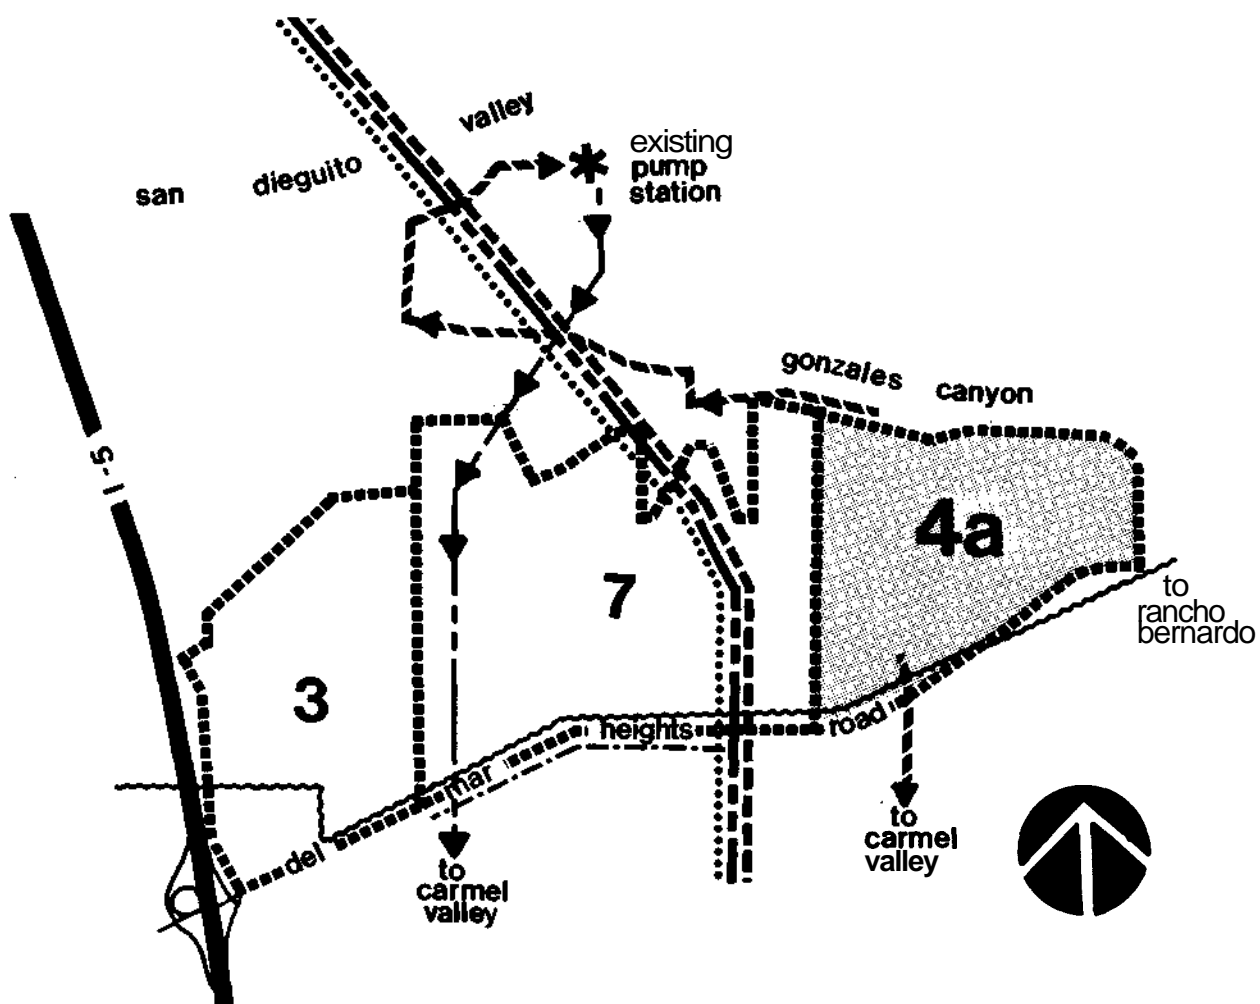 valley
san dieguito
existing
pump
station
gonzales canyon
I-5
4a
7
3
to
rancho
bernardo
del mar heights road
to
carmel
valley
to
carmel
valley